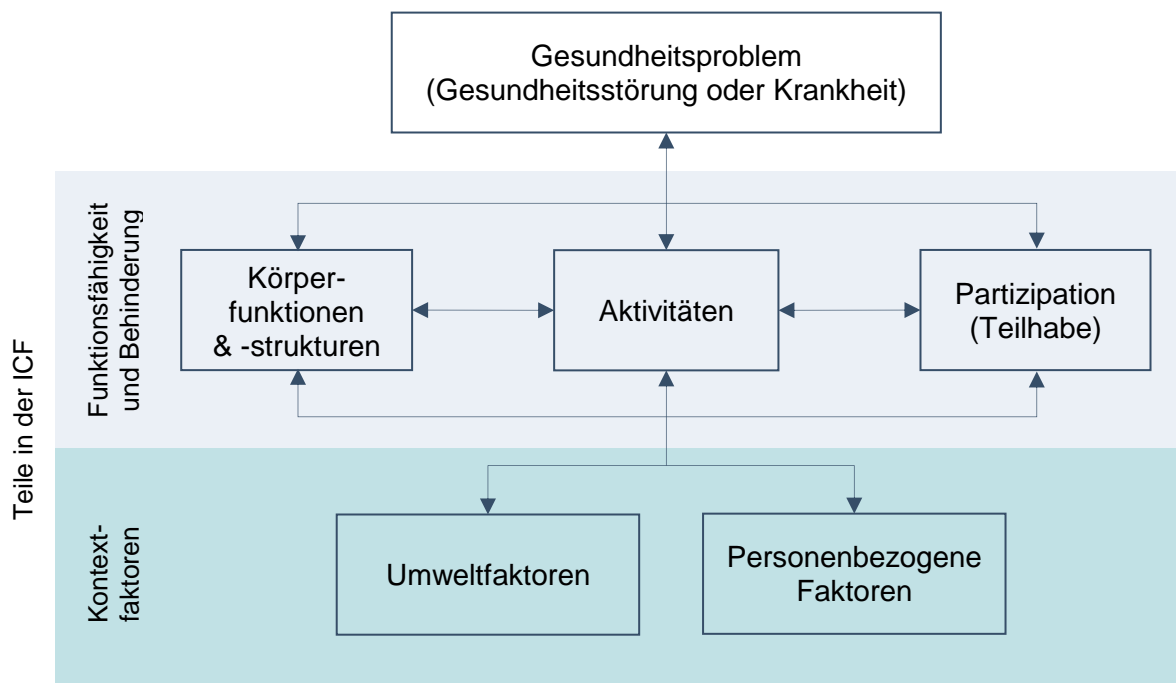 Gesundheitsproblem
(Gesundheitsstörung oder Krankheit)
Teile in der ICF
Funktionsfähigkeit
und Behinderung
Körper-
funktionen
& -strukturen
Aktivitäten
Partizipation
(Teilhabe)
Kontext-
faktoren
Umweltfaktoren
Personenbezogene
Faktoren